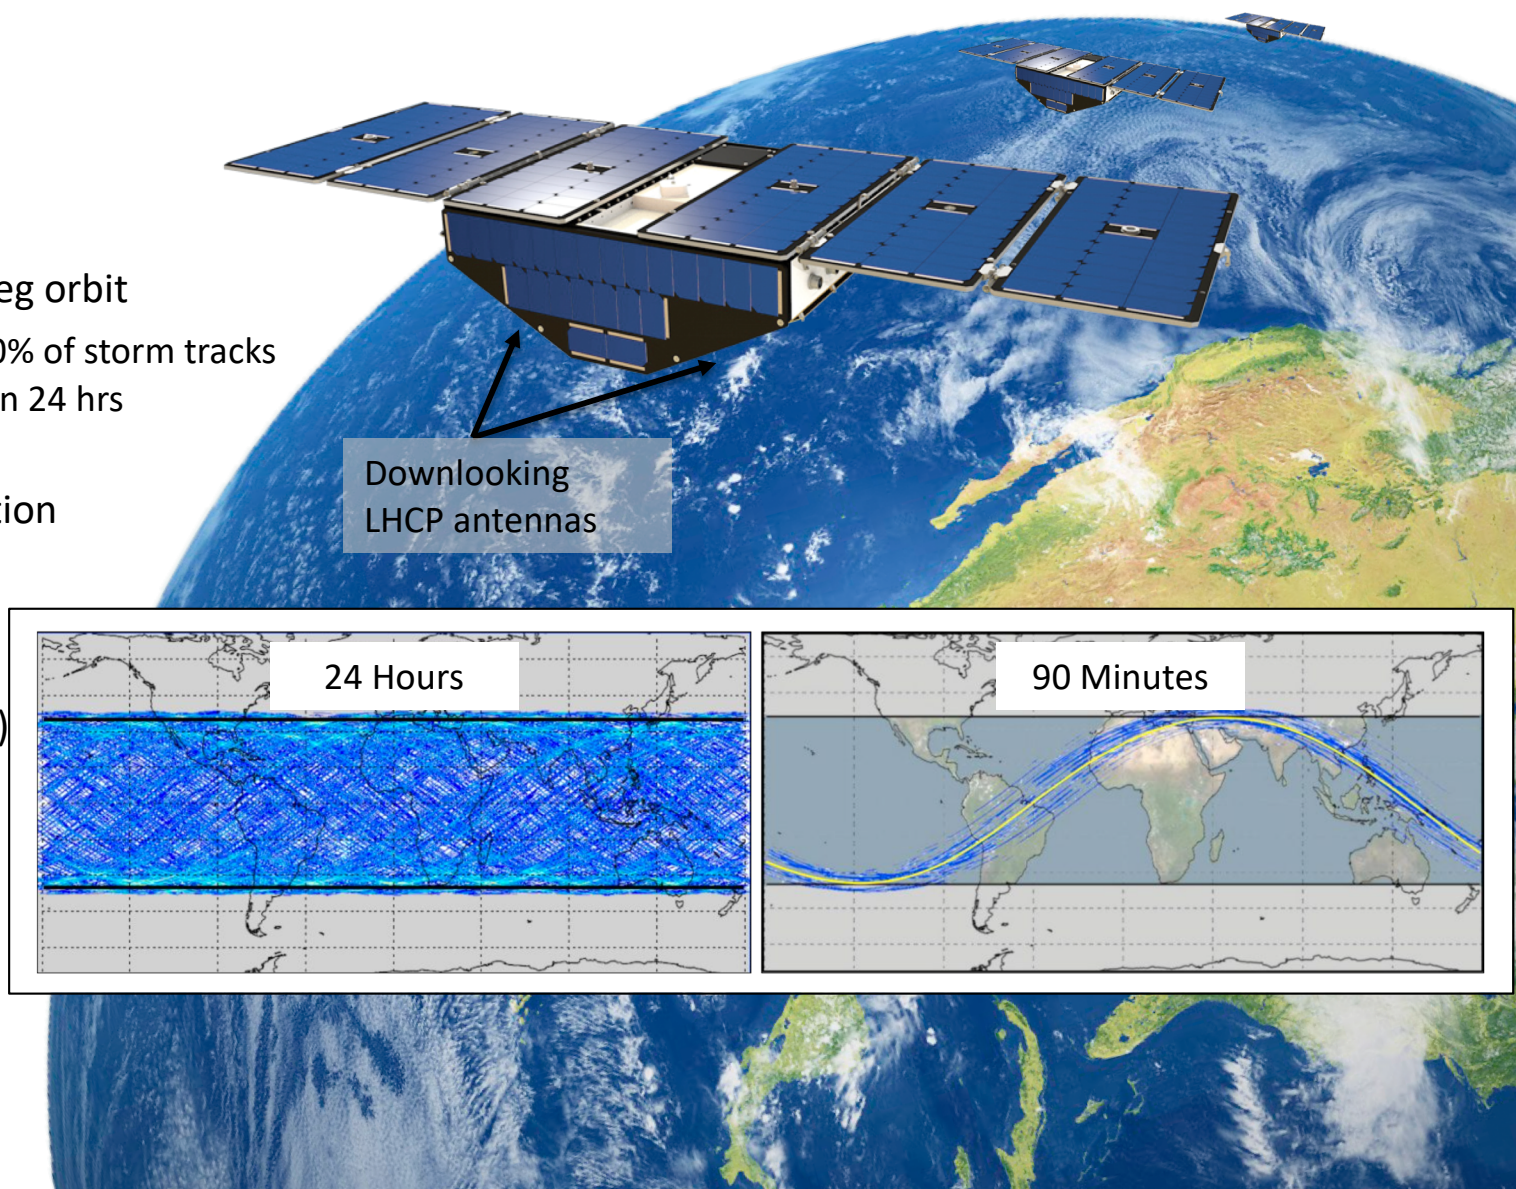 eg orbit
0% of storm tracks
n 24 hrs
Downlooking
LHCP antennas
tion
24 Hours
90 Minutes
)